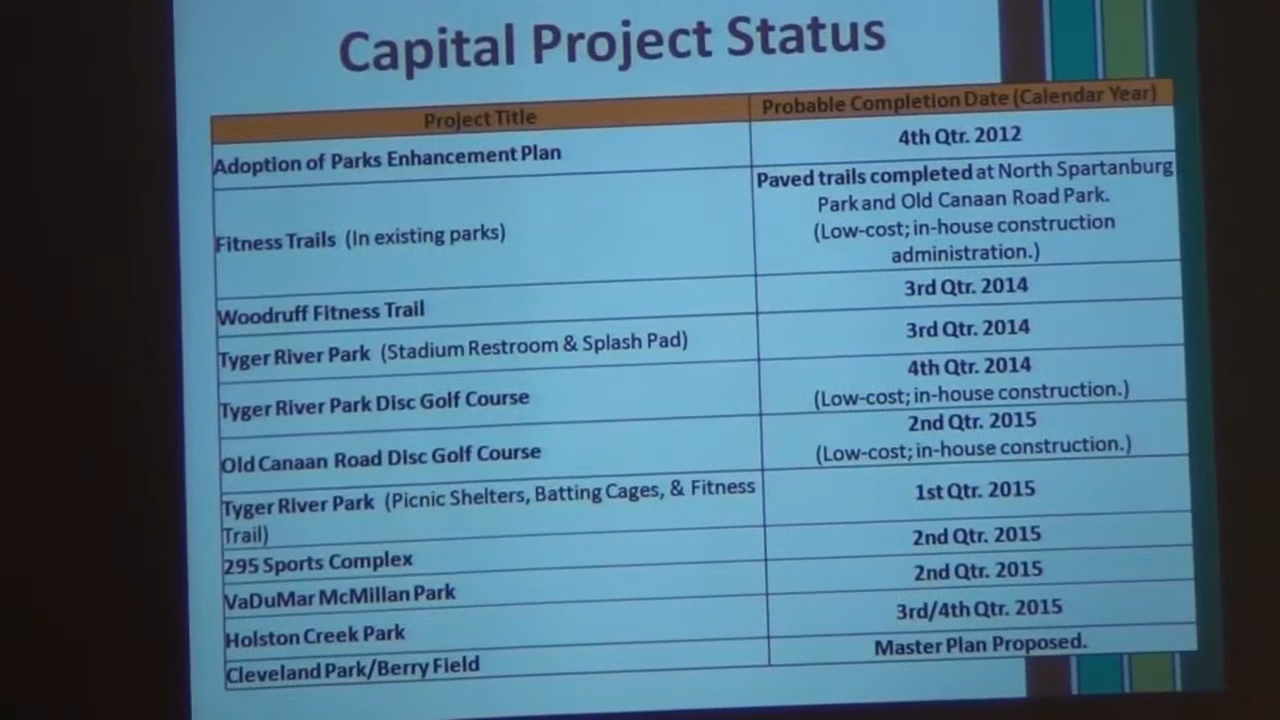 Capital Project Status
Project Title
Probable Completion Date (Calendar Year)
Adoption of Parks Enhancement Plan
4th Qtr. 2012
Fitness Trails (In existing parks)
Paved trails completed at North Spartanburg
Park and Old Canaan Road Park.
(Low-cost; in-house construction
administration.)
Woodruff Fitness Trail
3rd Qtr. 2014
Tyger River Park (Stadium Restroom & Splash Pad)
3rd Qtr. 2014
Tyger River Park Disc Golf Course
4th Qtr. 2014
(Low-cost; in-house construction.)
Old Canaan Road Disc Golf Course
2nd Qtr. 2015
(Low-cost; in-house construction.)
Tyger River Park (Picnic Shelters, Batting Cages, & Fitness
Trail)
1st Qtr. 2015
295 Sports Complex
2nd Qtr. 2015
VaDuMar McMillan Park
2nd Qtr. 2015
Holston Creek Park
3rd/4th Qtr. 2015
Cleveland Park/Berry Field
Master Plan Proposed.